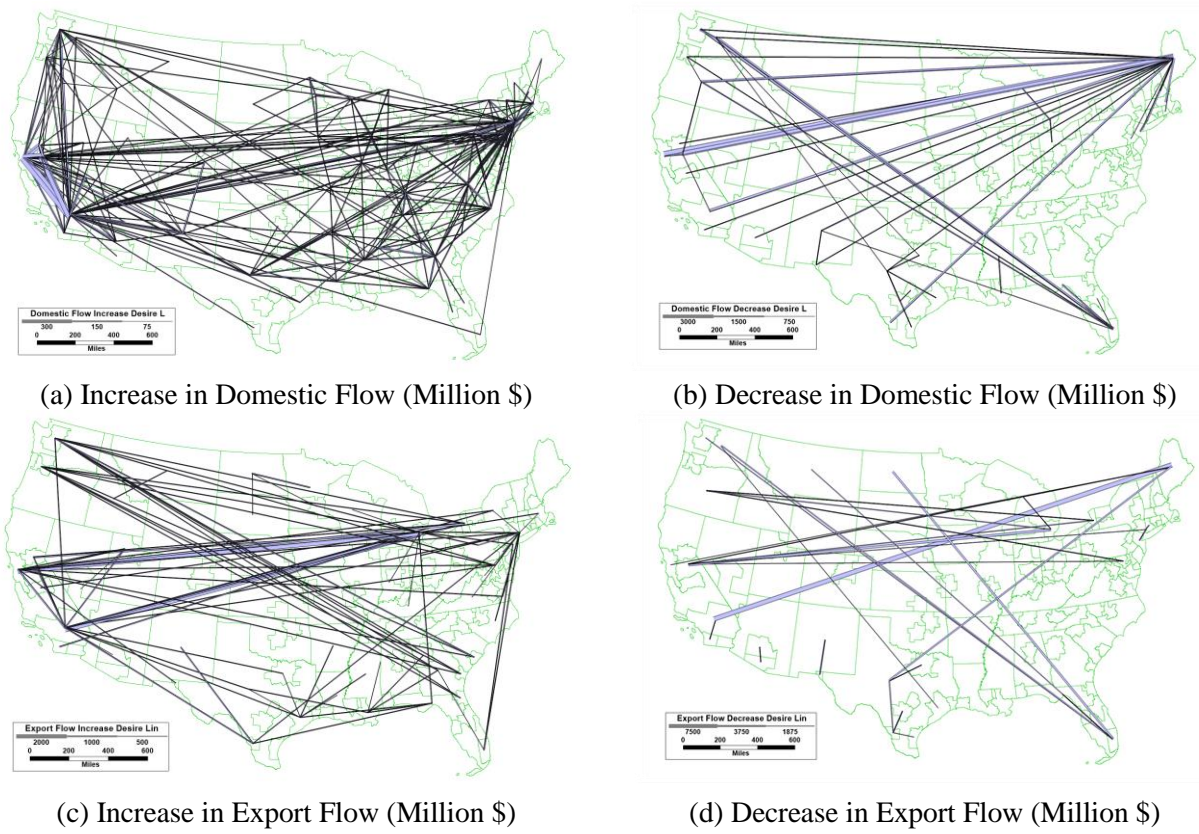 Domestic Flow Increase Desire L
300 150 75
0 200 400 600
Miles
Domestic Flow Decrease Desire L
3000 1500 750
0 200 400 600
Miles
(a) Increase in Domestic Flow (Million $)
(b) Decrease in Domestic Flow (Million $)
Export Flow Increase Desire Lin
2000 1000 500
0 200 400 600
Miles
Export Flow Decrease Desire Lin
7500 3750 1875
0 200 400 600
Miles
(c) Increase in Export Flow (Million $)
(d) Decrease in Export Flow (Million $)